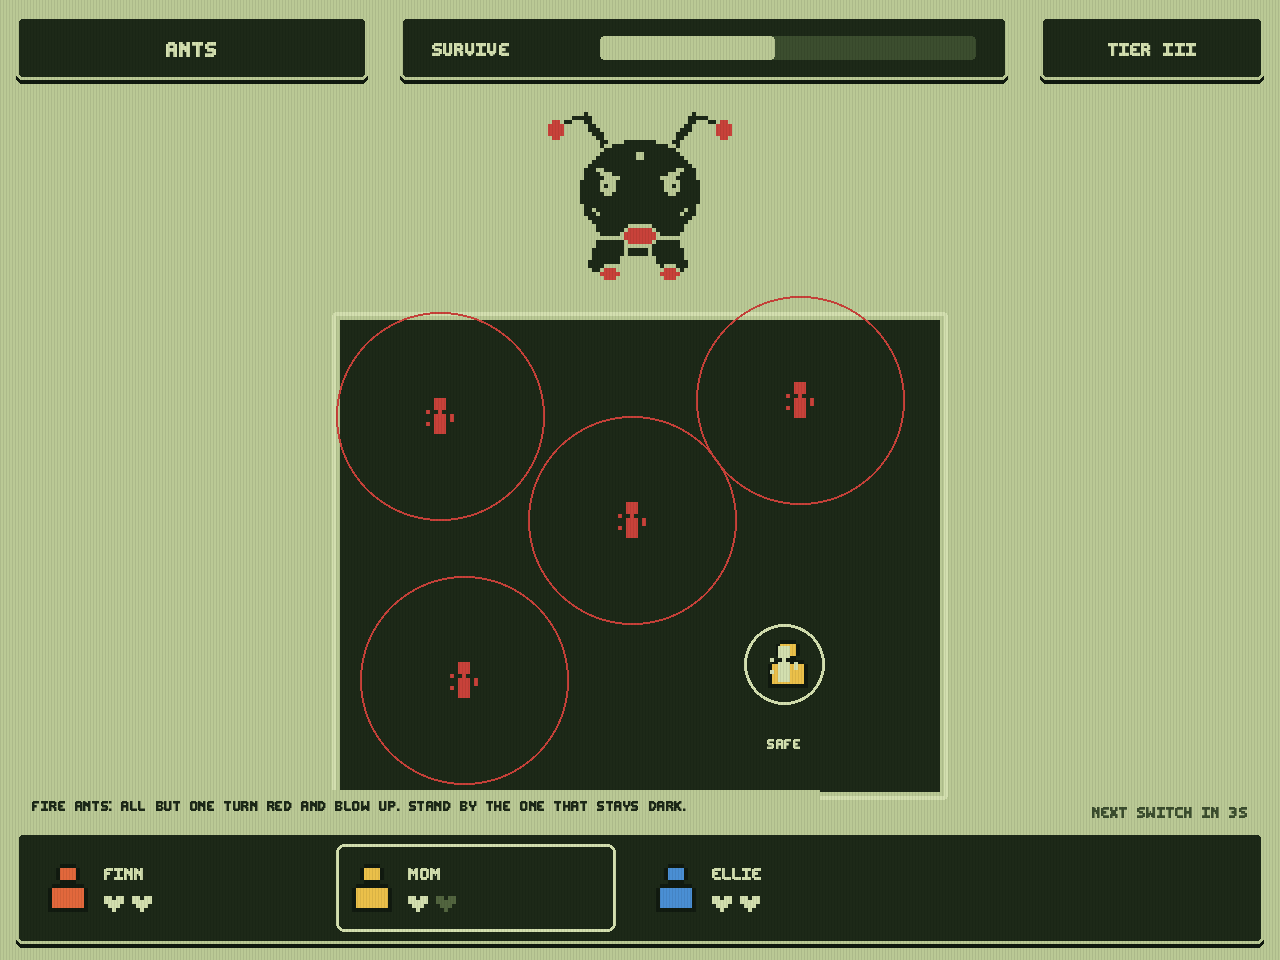 ANTS
SURVIVE
TIER III
SAFE
FIRE ANTS: ALL BUT ONE TURN RED AND BLOW UP. STAND BY THE ONE THAT STAYS DARK.
NEXT SWITCH IN 3S
FINN
MOM
ELLIE